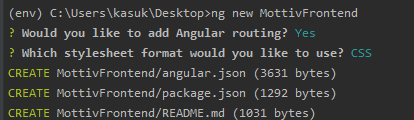 (env) C:\Users\kasuk\Desktop>ng new MottivFrontend
? Would you like to add Angular routing? Yes
? Which stylesheet format would you like to use? CSS
CREATE MottivFrontend/angular.json (3631 bytes)
CREATE MottivFrontend/package.json (1292 bytes)
CREATE MottivFrontend/README.md (1031 bytes)